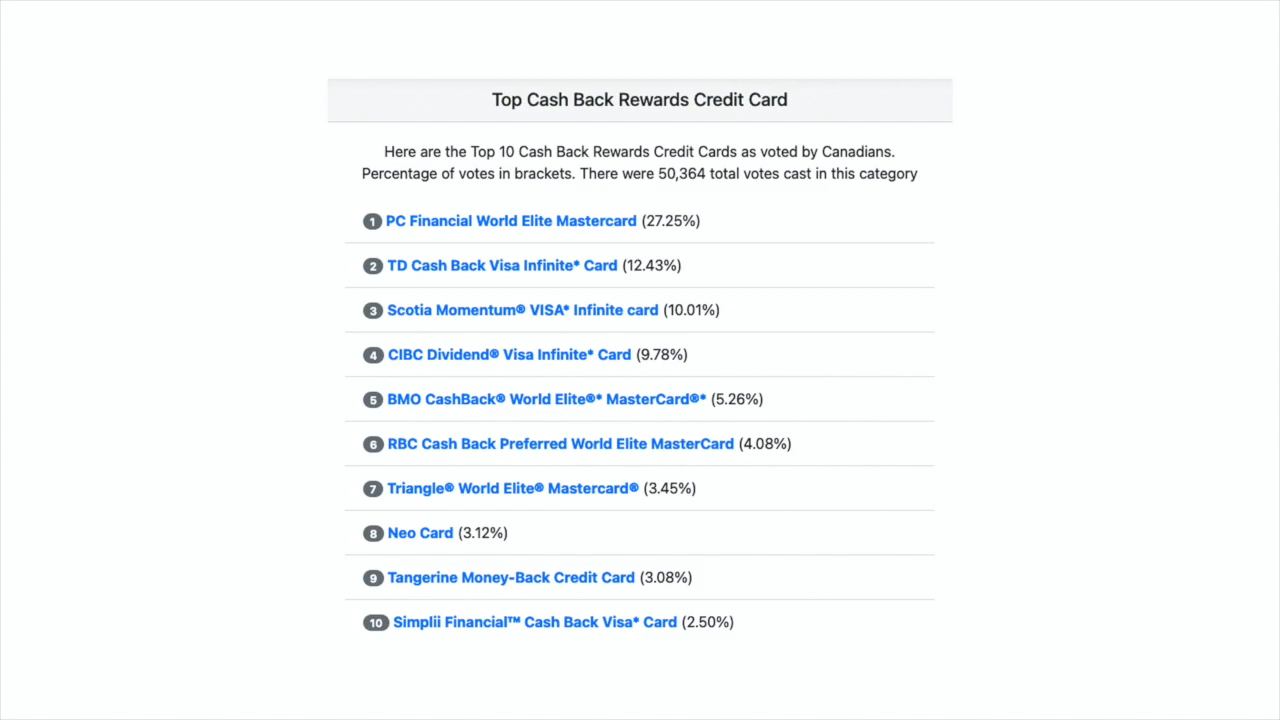 Top Cash Back Rewards Credit Card
Here are the Top 10 Cash Back Rewards Credit Cards as voted by Canadians.
Percentage of votes in brackets. There were 50,364 total votes cast in this category
1 PC Financial World Elite Mastercard (27.25%)
2 TD Cash Back Visa Infinite* Card (12.43%)
3 Scotia Momentum® VISA* Infinite card (10.01%)
4 CIBC Dividend® Visa Infinite* Card (9.78%)
5 BMO CashBack® World Elite®* MasterCard®* (5.26%)
6 RBC Cash Back Preferred World Elite MasterCard (4.08%)
7 Triangle® World Elite® Mastercard® (3.45%)
8 Neo Card (3.12%)
9 Tangerine Money-Back Credit Card (3.08%)
10 Simplii Financial™ Cash Back Visa* Card (2.50%)